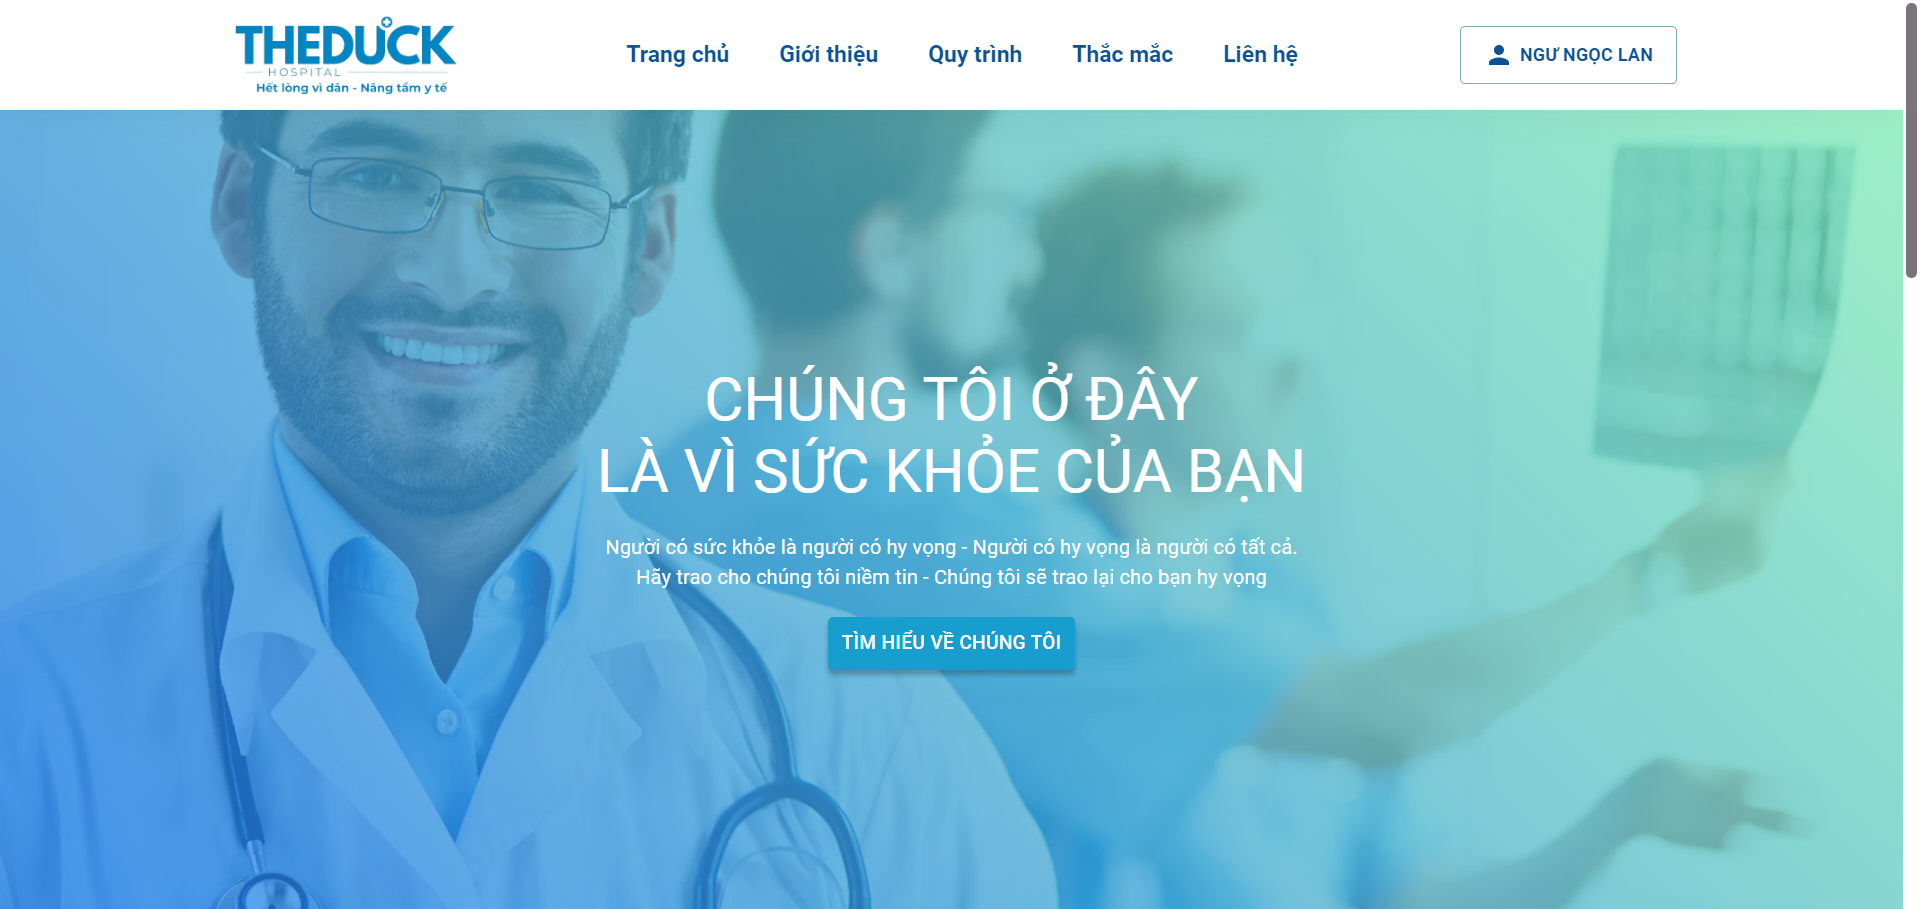 THEDUCK
HOSPITAL
Hết lòng vì dân - Nâng tầm y tế
Trang chủ
Giới thiệu
Quy trình
Thắc mắc
Liên hệ
NGƯ NGỌC LAN
CHÚNG TÔI Ở ĐÂY
LÀ VÌ SỨC KHỎE CỦA BẠN
Người có sức khỏe là người có hy vọng - Người có hy vọng là người có tất cả.
Hãy trao cho chúng tôi niềm tin - Chúng tôi sẽ trao lại cho bạn hy vọng
TÌM HIỂU VỀ CHÚNG TÔI